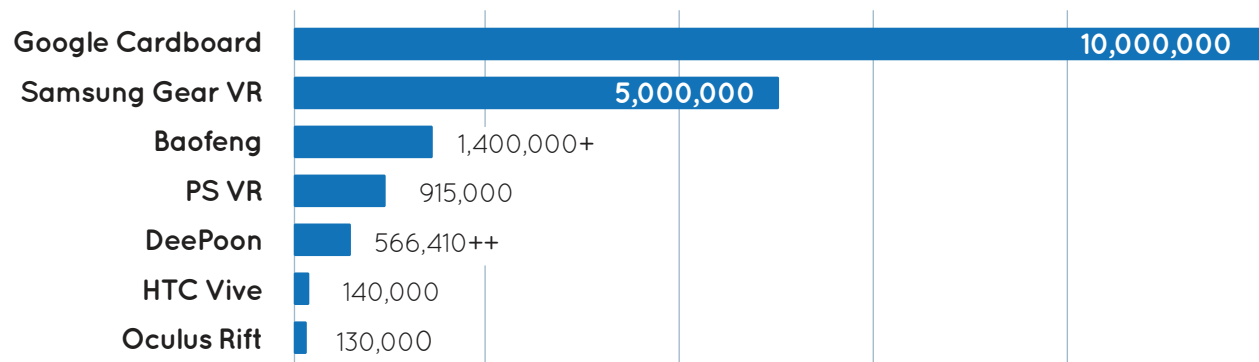 Google Cardboard 10,000,000
Samsung Gear VR 5,000,000
Baofeng 1,400,000+
PS VR 915,000
DeePoon 566,410++
HTC Vive 140,000
Oculus Rift 130,000